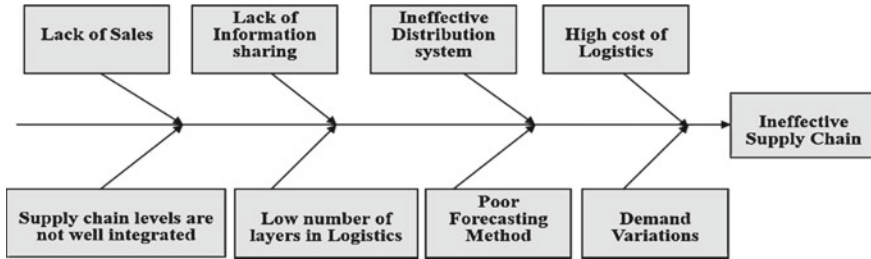 Lack of Sales
Lack of
Information
sharing
Ineffective
Distribution
system
High cost of
Logistics
Ineffective
Supply Chain
Supply chain levels are
not well integrated
Low number of
layers in Logistics
Poor
Forecasting
Method
Demand
Variations